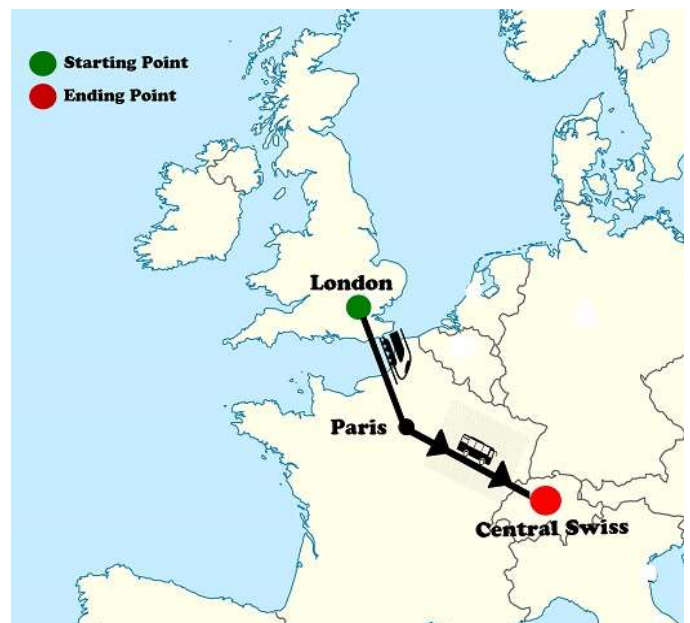 Starting Point
Ending Point
London
Paris
Central Swiss